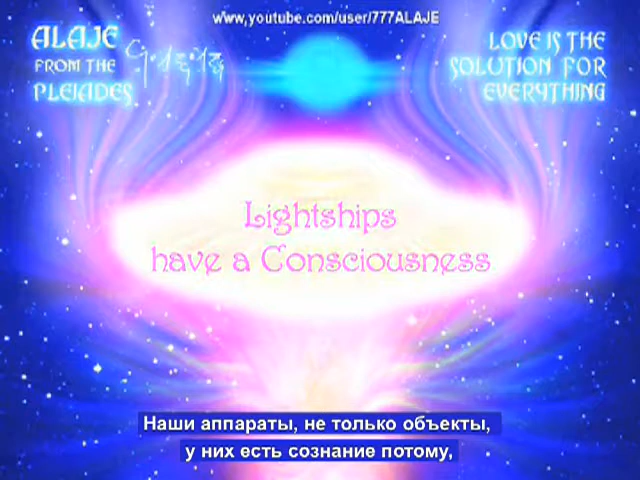 www.youtube.com/user/777ALAJE
ALAJE
FROM THE
PLEIADES
LOVE IS THE
SOLUTION FOR
EVERYTHING
Lightships
have a Consciousness
Наши аппараты, не только объекты,
у них есть сознание потому,